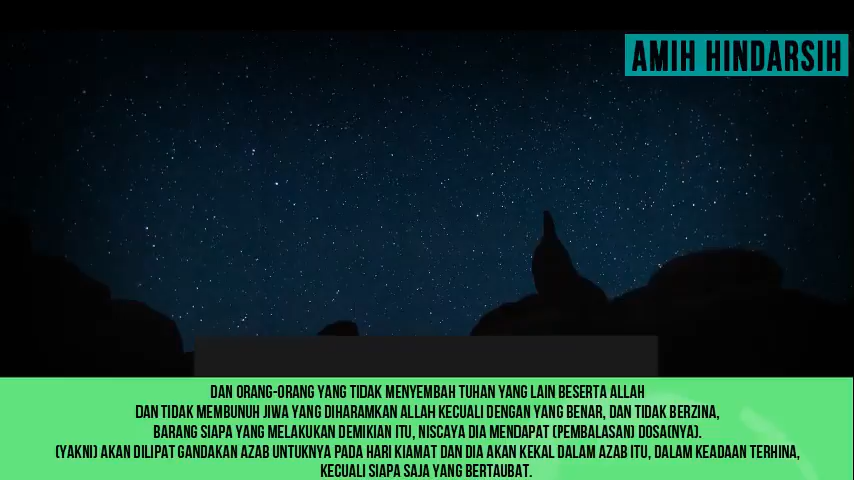 AMIH HINDARSIH
DAN ORANG-ORANG YANG TIDAK MENYEMBAH TUHAN YANG LAIN BESERTA ALLAH
DAN TIDAK MEMBUNUH JIWA YANG DIHARAMKAN ALLAH KECUALI DENGAN YANG BENAR, DAN TIDAK BERZINA,
BARANG SIAPA YANG MELAKUKAN DEMIKIAN ITU, NISCAYA DIA MENDAPAT (PEMBALASAN) DOSA(NYA).
(YAKNI) AKAN DILIPAT GANDAKAN AZAB UNTUKNYA PADA HARI KIAMAT DAN DIA AKAN KEKAL DALAM AZAB ITU, DALAM KEADAAN TERHINA,
KECUALI SIAPA SAJA YANG BERTAUBAT.